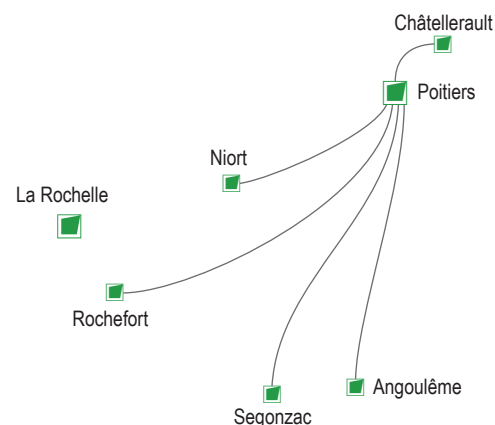 Châtellerault
Poitiers
Niort
La Rochelle
Rochefort
Angoulême
Segonzac